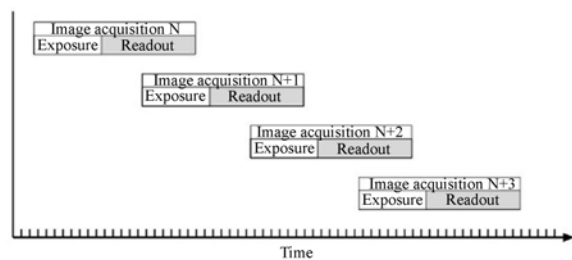 Image acquisition N
Exposure Readout
Image acquisition N+1
Exposure Readout
Image acquisition N+2
Exposure Readout
Image acquisition N+3
Exposure Readout
Time